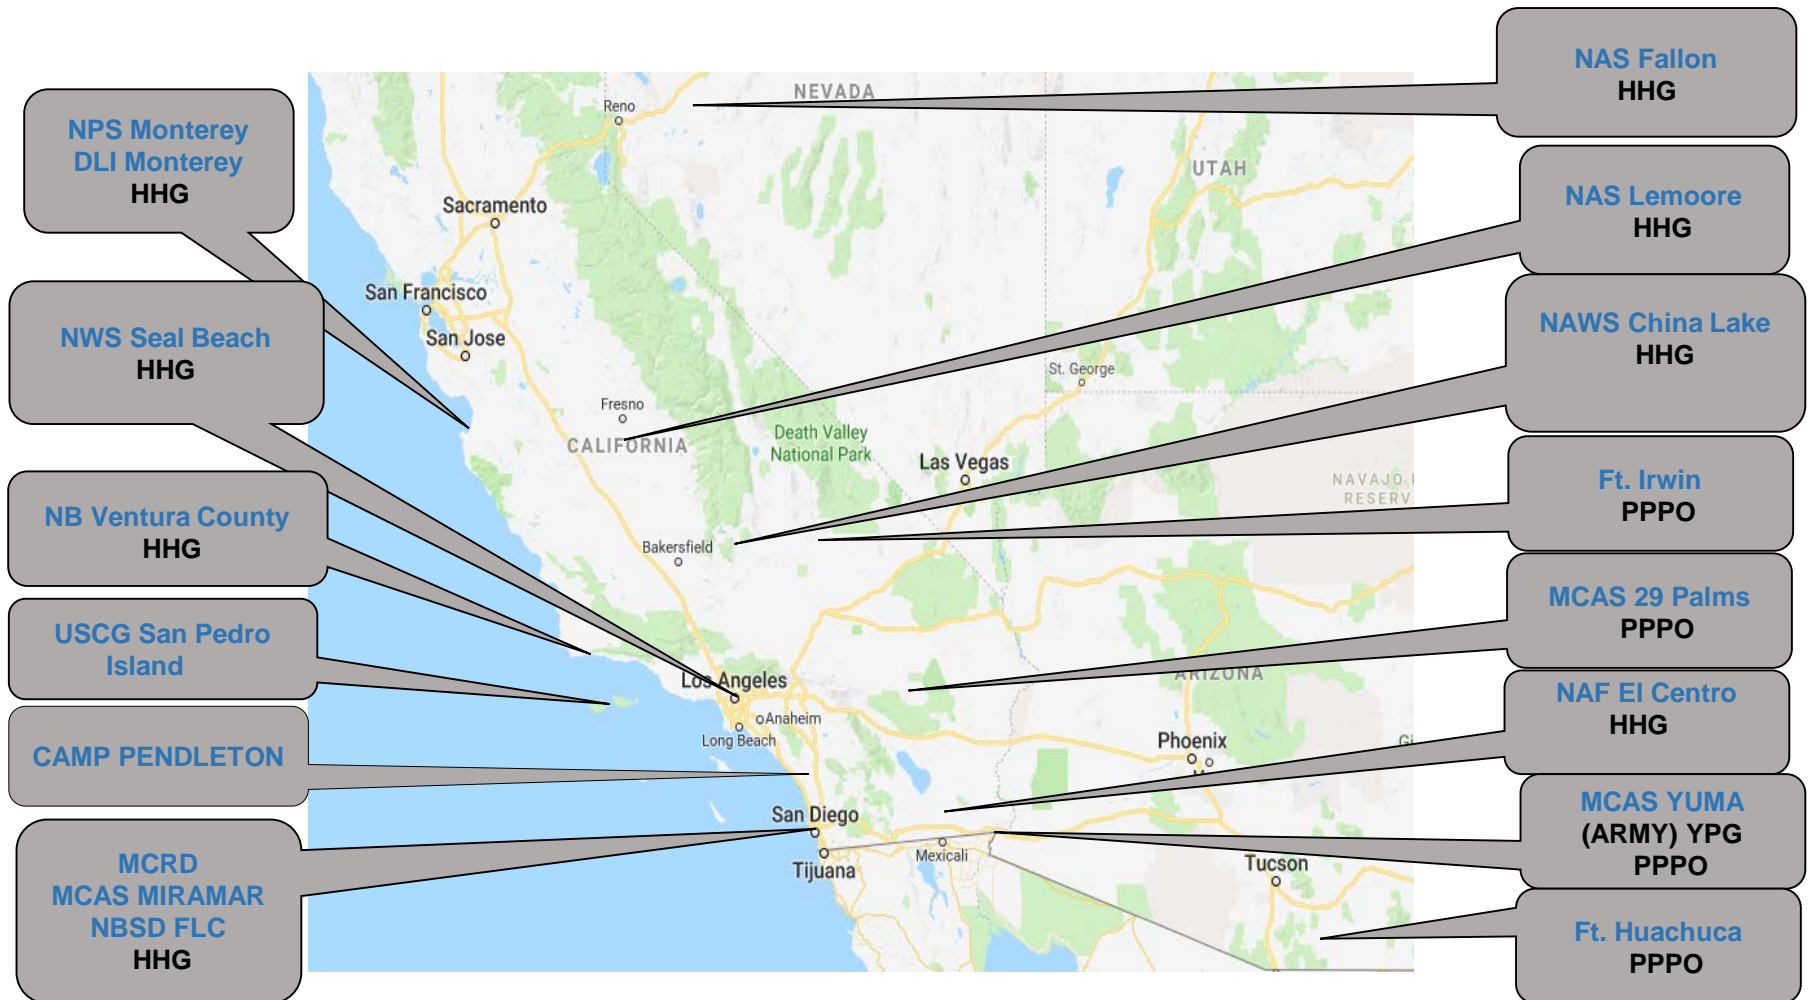 NPS Monterey
DLI Monterey
HHG
NWS Seal Beach
HHG
NB Ventura County
HHG
USCG San Pedro
Island
CAMP PENDLETON
MCRD
MCAS MIRAMAR
NBSD FLC
HHG
NEVADA
Reno
UTAH
Sacramento
San Francisco
San Jose
St. George
Fresno
CALIFORNIA
Death Valley
National Park
Las Vegas
NAVAJO
RESERV
Bakersfield
Los Angeles
Anaheim
Long Beach
ARIZONA
Phoenix
San Diego
Tijuana
Mexicali
Tucson
NAS Fallon
HHG
NAS Lemoore
HHG
NAWS China Lake
HHG
Ft. Irwin
PPPO
MCAS 29 Palms
PPPO
NAF El Centro
HHG
MCAS YUMA
(ARMY) YPG
PPPO
Ft. Huachuca
PPPO